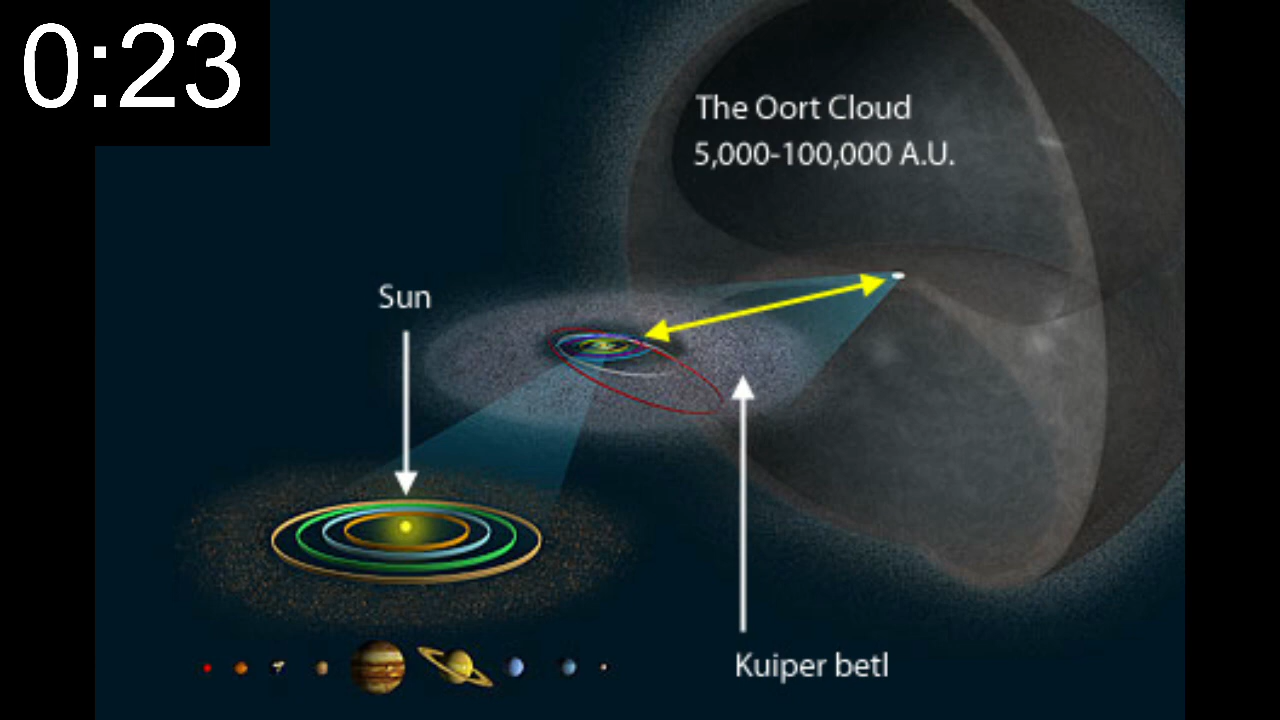 0:23
The Oort Cloud
5,000-100,000 A.U.
Sun
Kuiper betl